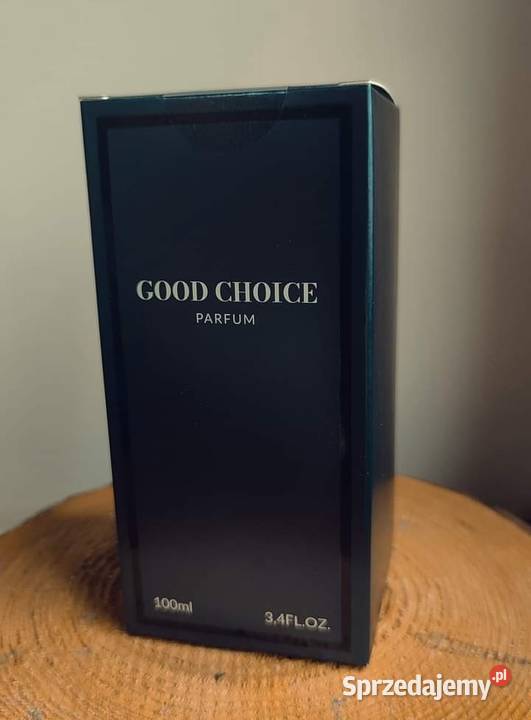 GOOD CHOICE
PARFUM
100ml
3,4FL.OZ.
Sprzedajemy.pl